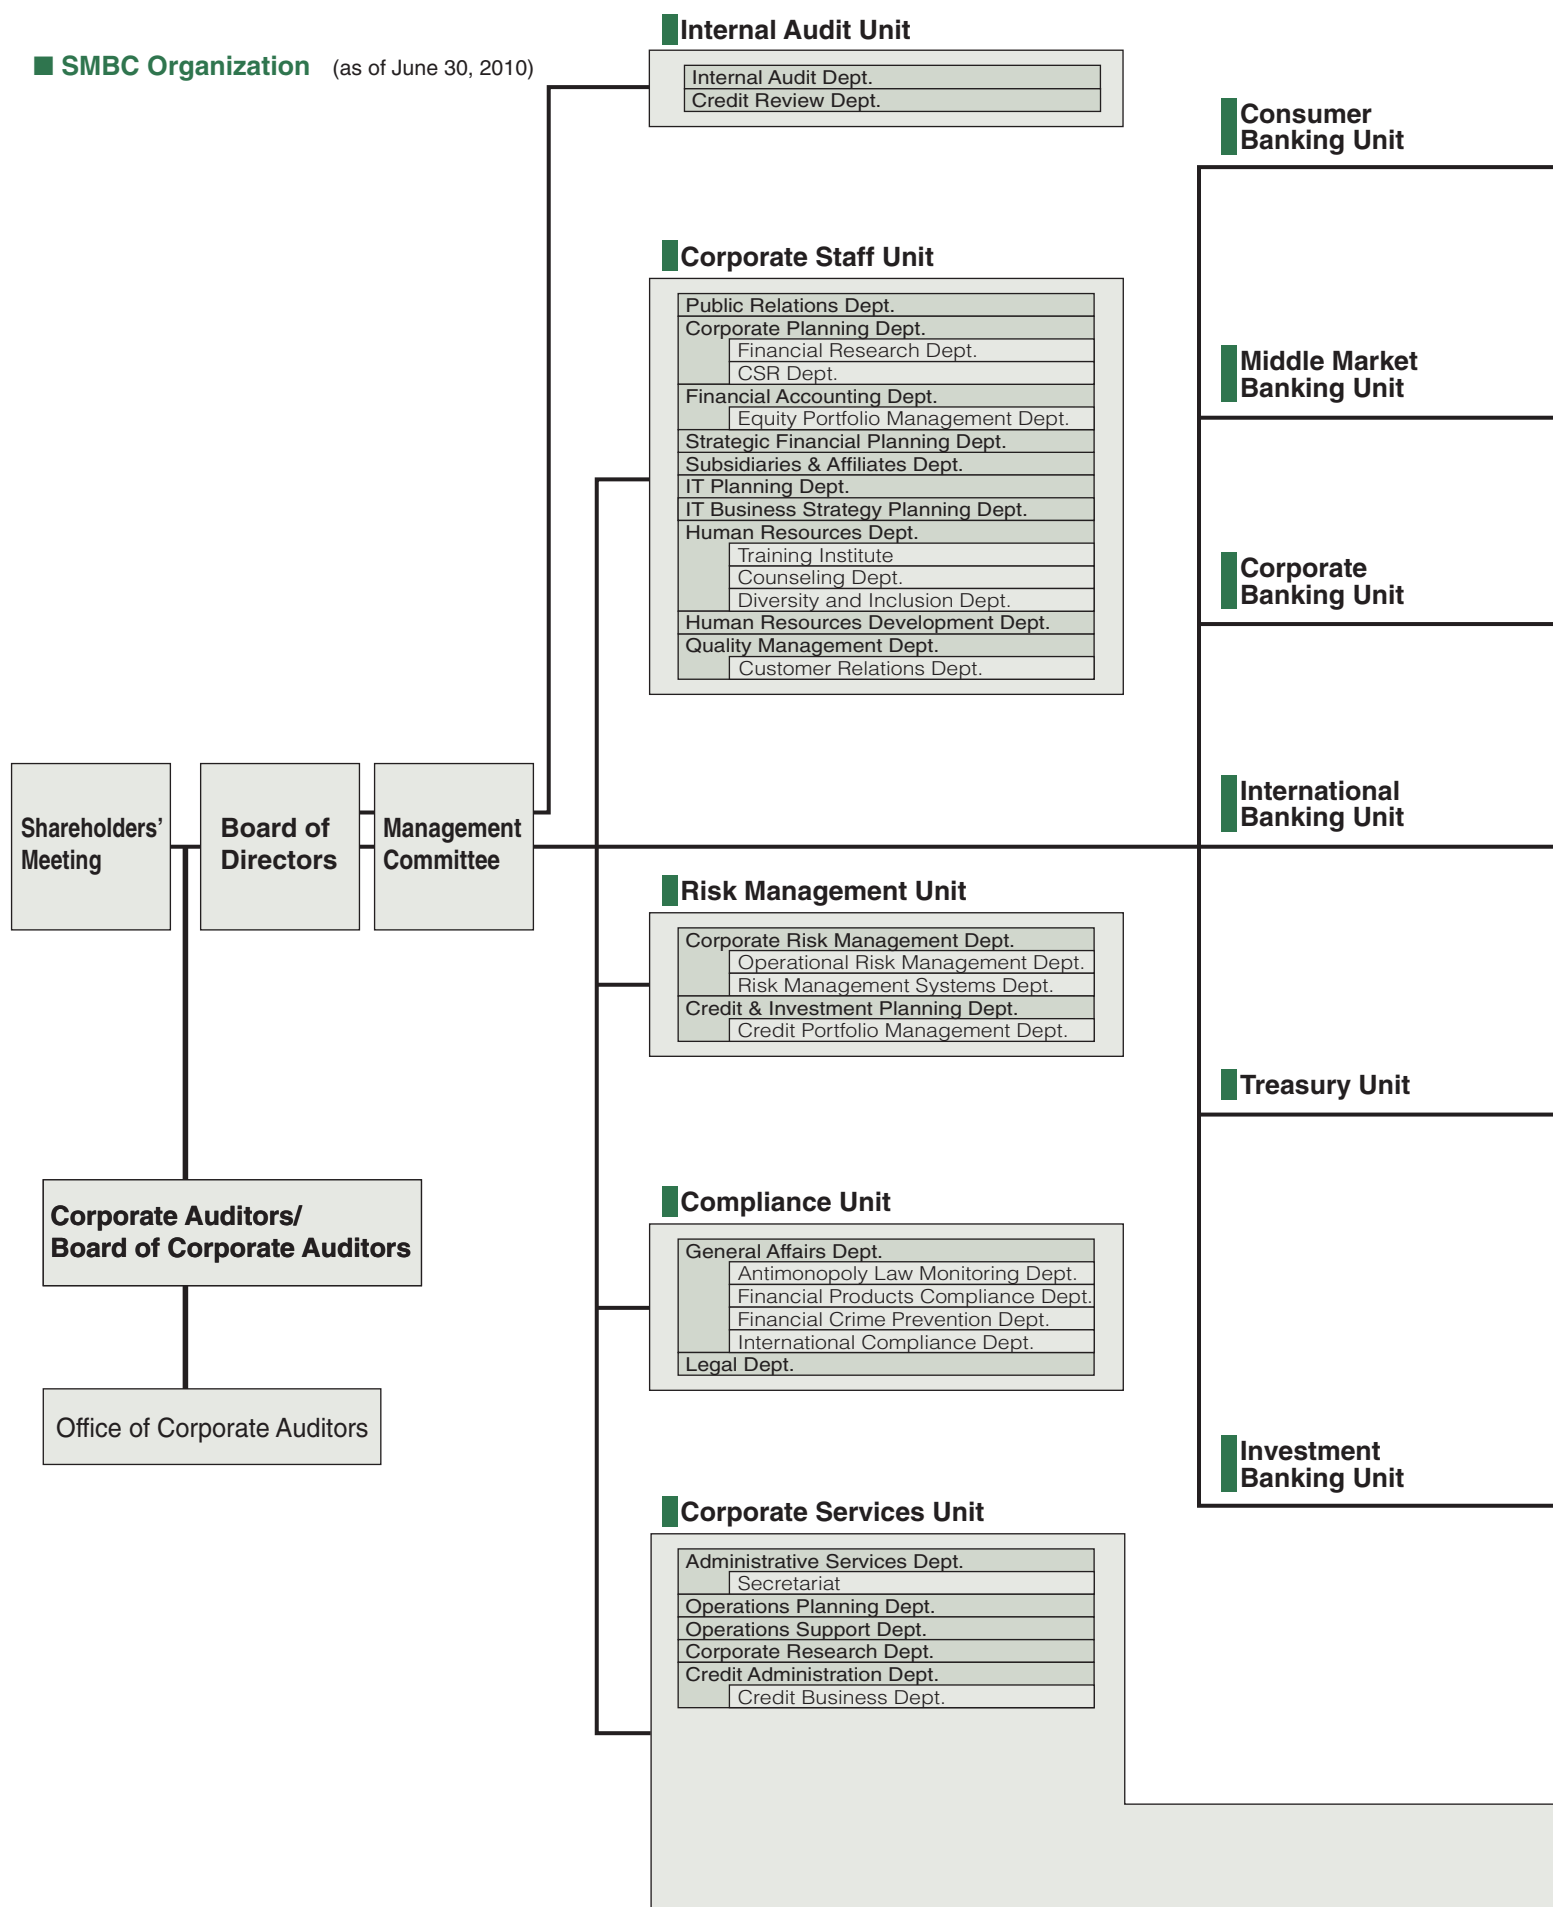 SMBC Organization (as of June 30, 2010)
Internal Audit Unit
Internal Audit Dept.
Credit Review Dept.
Corporate Staff Unit
Public Relations Dept.
Corporate Planning Dept.
Financial Research Dept.
CSR Dept.
Financial Accounting Dept.
Equity Portfolio Management Dept.
Strategic Financial Planning Dept.
Subsidiaries & Affiliates Dept.
IT Planning Dept.
IT Business Strategy Planning Dept.
Human Resources Dept.
Training Institute
Counseling Dept.
Diversity and Inclusion Dept.
Human Resources Development Dept.
Quality Management Dept.
Customer Relations Dept.
Shareholders'
Meeting
Board of
Directors
Management
Committee
Corporate Auditors/
Board of Corporate Auditors
Office of Corporate Auditors
Risk Management Unit
Corporate Risk Management Dept.
Operational Risk Management Dept.
Risk Management Systems Dept.
Credit & Investment Planning Dept.
Credit Portfolio Management Dept.
Compliance Unit
General Affairs Dept.
Antimonopoly Law Monitoring Dept.
Financial Products Compliance Dept.
Financial Crime Prevention Dept.
International Compliance Dept.
Legal Dept.
Corporate Services Unit
Administrative Services Dept.
Secretariat
Operations Planning Dept.
Operations Support Dept.
Corporate Research Dept.
Credit Administration Dept.
Credit Business Dept.
Consumer
Banking Unit
Middle Market
Banking Unit
Corporate
Banking Unit
International
Banking Unit
Treasury Unit
Investment
Banking Unit